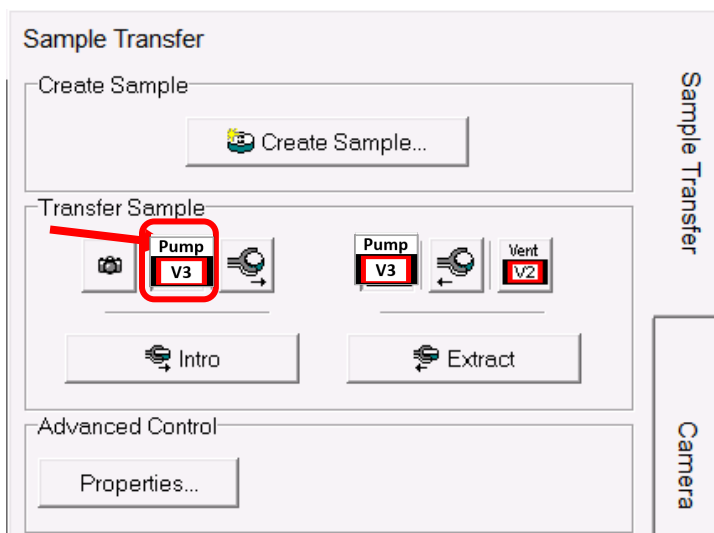 Sample Transfer
Create Sample
Create Sample...
Transfer Sample
Pump
V3
Pump
V3
Vent
V2
Intro
Extract
Advanced Control
Properties...
Sample Transfer
Camera